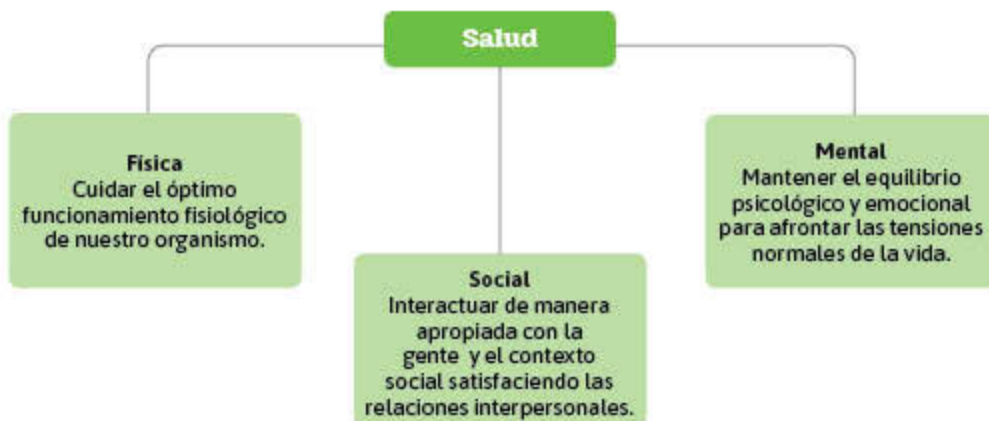 Salud
Física
Cuidar el óptimo
funcionamiento fisiológico
de nuestro organismo.
Social
Interactuar de manera
apropiada con la
gente y el contexto
social satisfaciendo las
relaciones interpersonales.
Mental
Mantener el equilibrio
psicológico y emocional
para afrontar las tensiones
normales de la vida.